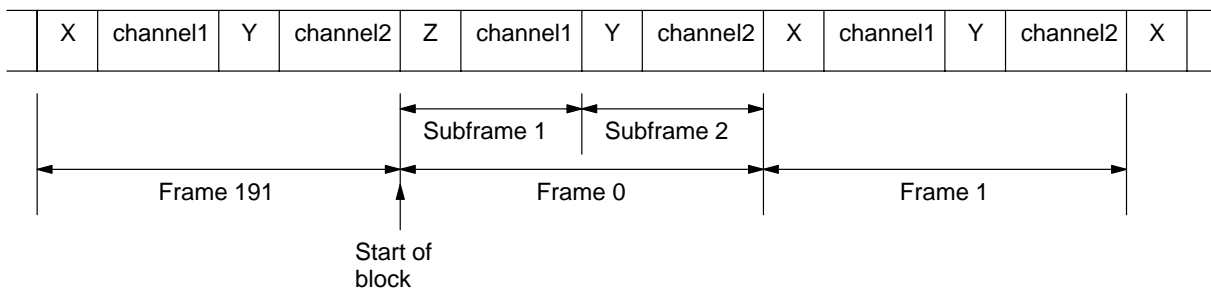 X channel1 Y channel2 Z channel1 Y channel2 X channel1 Y channel2 X
Subframe 1 Subframe 2
Frame 191 Frame 0 Frame 1
Start of
block